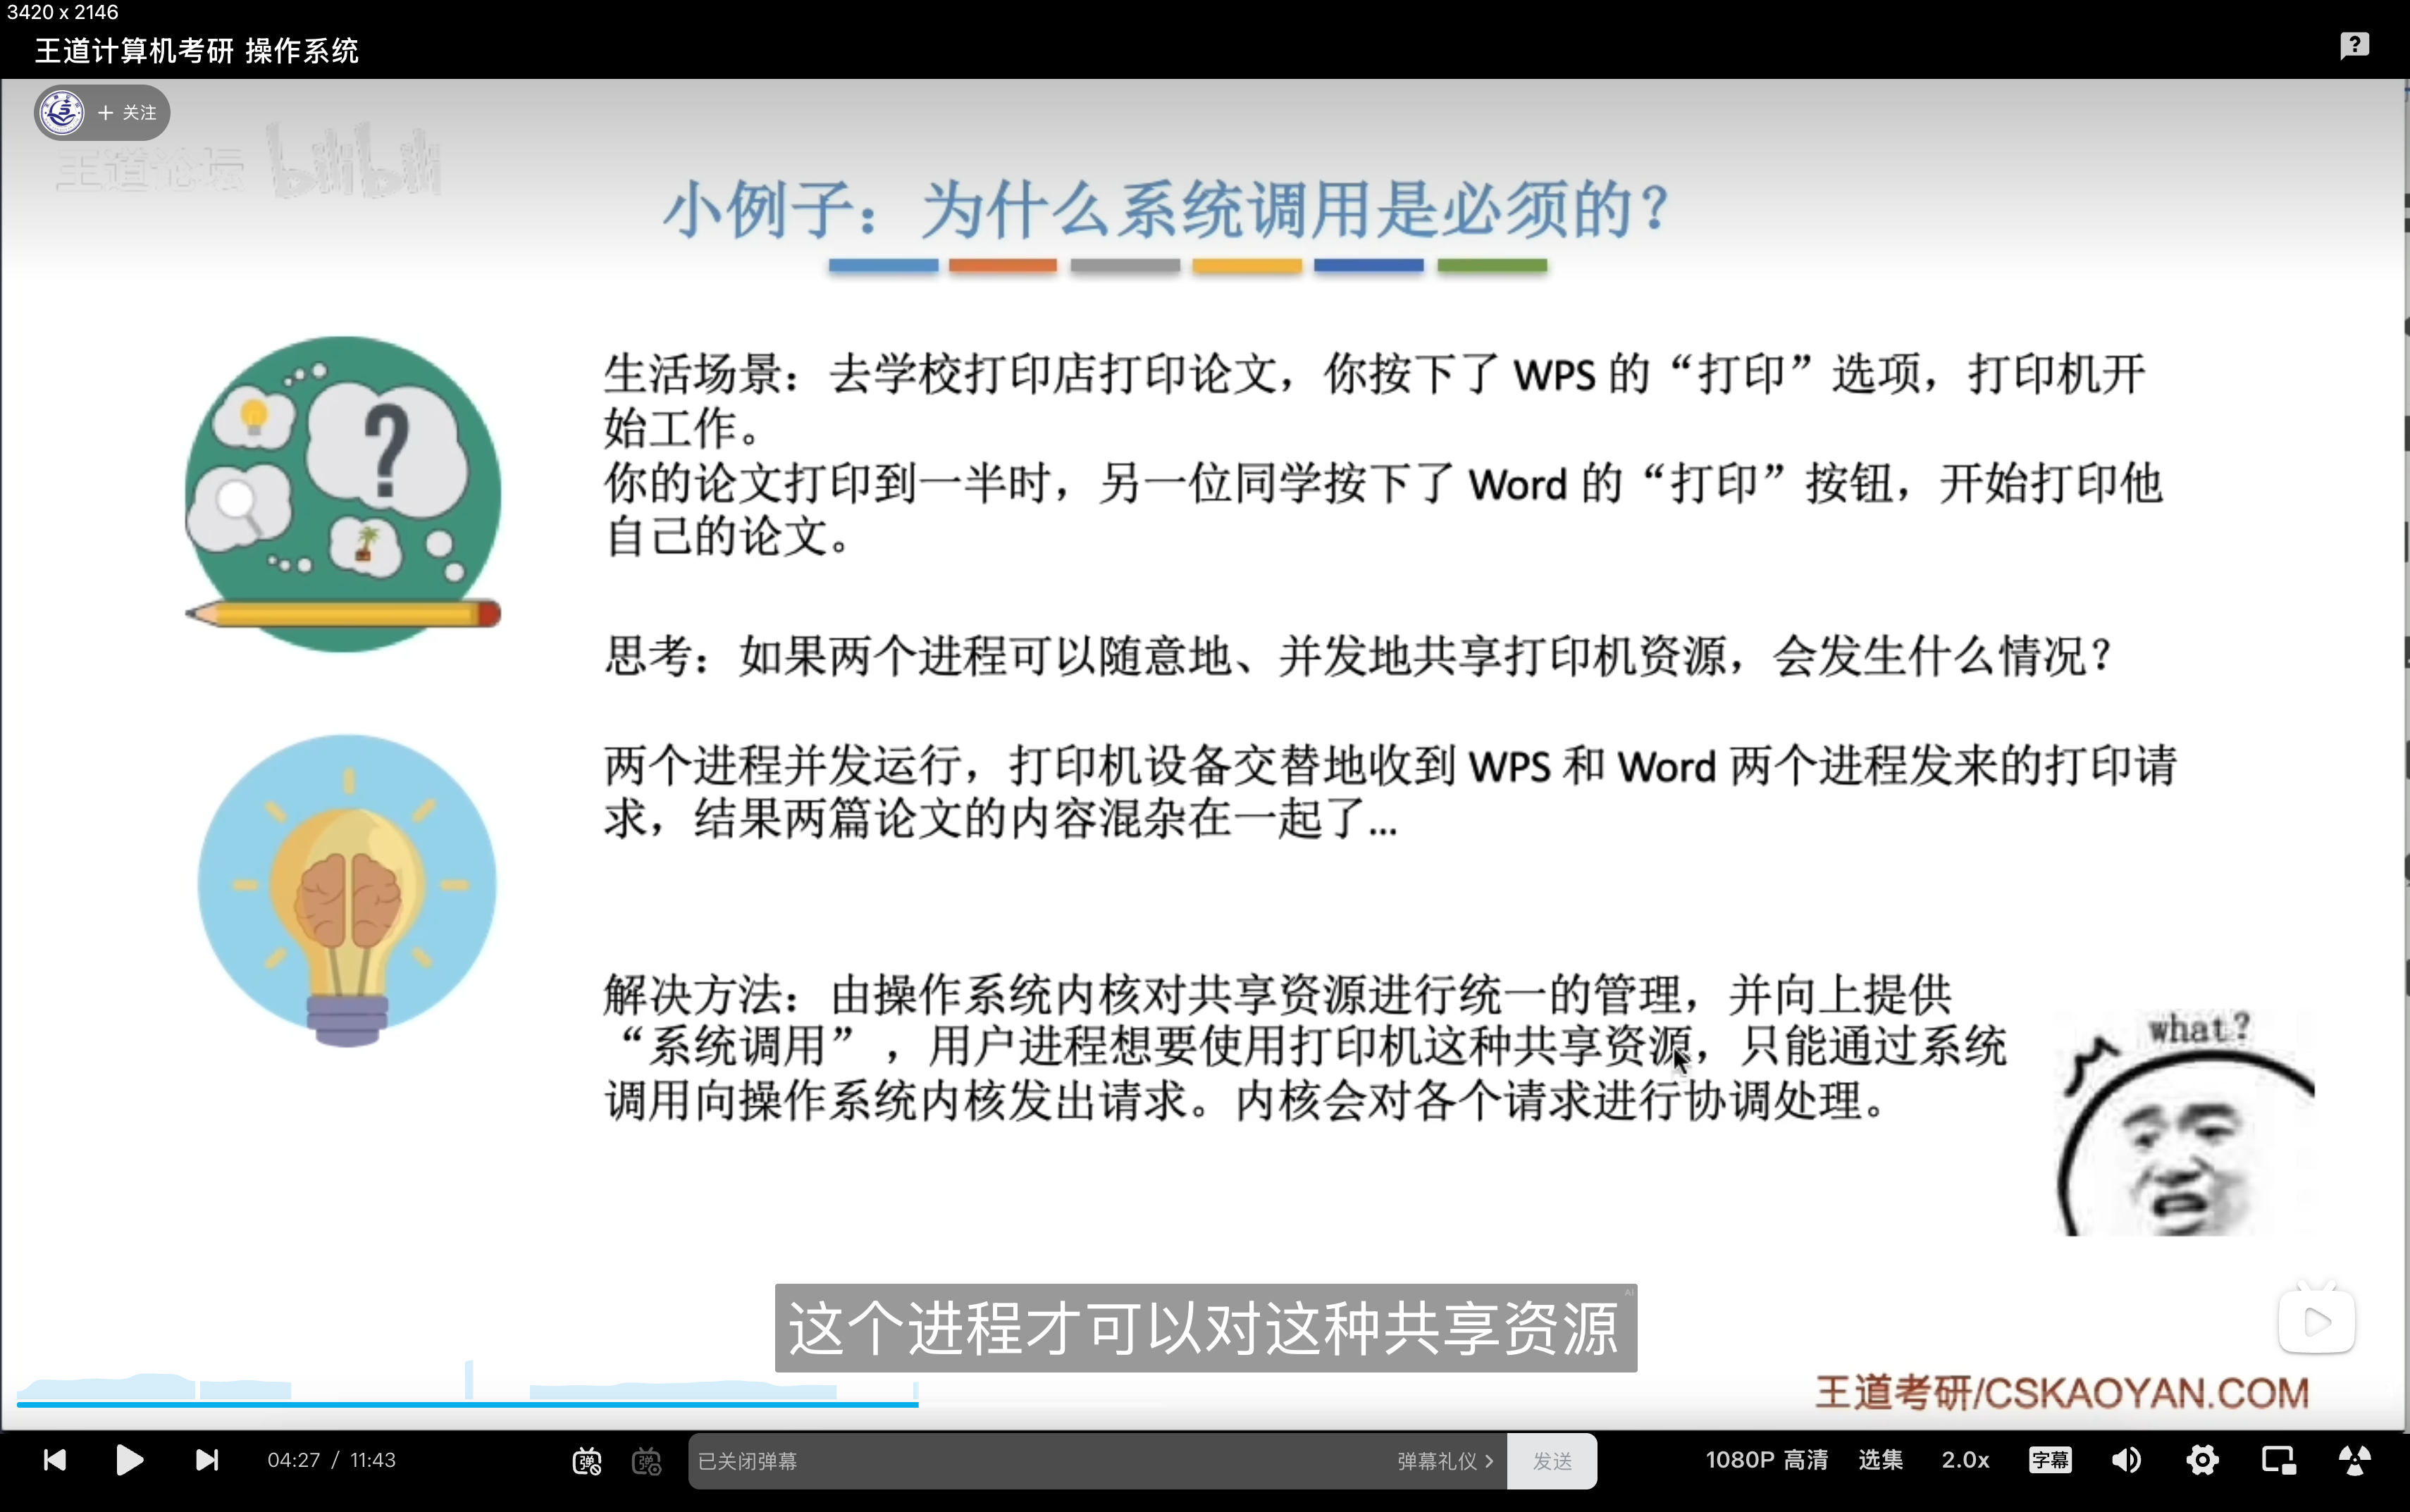 3420 x 2146
王道计算机考研 操作系统
+ 关注
王道论坛 bilibili
小例子：为什么系统调用是必须的？
生活场景：去学校打印店打印论文，你按下了 WPS 的“打印”选项，打印机开
始工作。
你的论文打印到一半时，另一位同学按下了 Word 的“打印”按钮，开始打印他
自己的论文。
思考：如果两个进程可以随意地、并发地共享打印机资源，会发生什么情况？
两个进程并发运行，打印机设备交替地收到 WPS 和 Word 两个进程发来的打印请
求，结果两篇论文的内容混杂在一起了...
解决方法：由操作系统内核对共享资源进行统一的管理，并向上提供
“系统调用”，用户进程想要使用打印机这种共享资源，只能通过系统
调用向操作系统内核发出请求。内核会对各个请求进行协调处理。
what?
AI
这个进程才可以对这种共享资源
王道考研/CSKAOYAN.COM
04:27 / 11:43
弹
弹
已关闭弹幕
弹幕礼仪 >
发送
1080P 高清
选集
2.0x
字幕